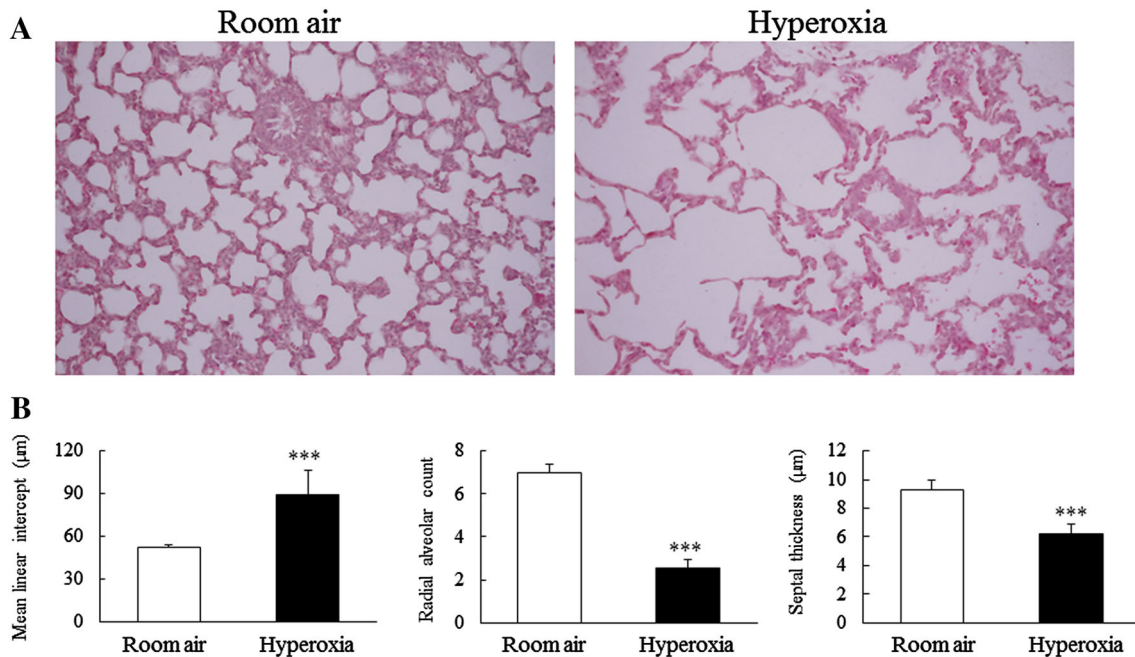 A
Room air
Hyperoxia
B
Mean linear intercept (μm)
120
90
60
30
0
***
Room air
Hyperoxia
Radial alveolar count
8
6
4
2
0
***
Room air
Hyperoxia
Septal thickness (μm)
12
10
8
6
4
2
0
***
Room air
Hyperoxia